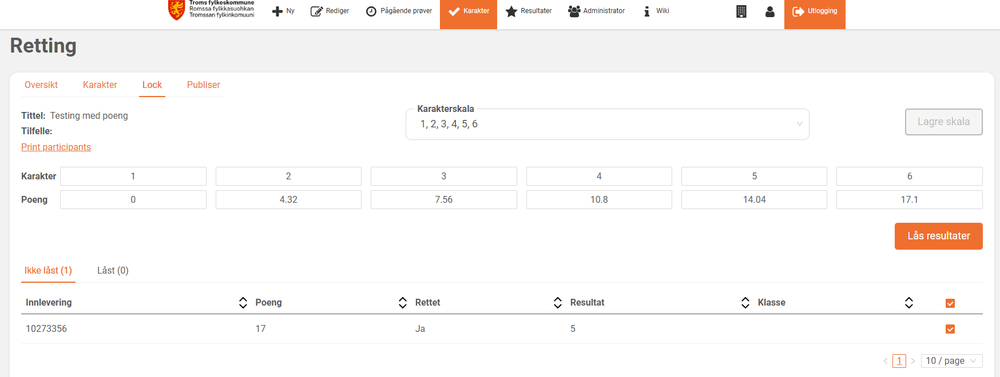 Troms fylkeskommune
Romssa fylkkasuohkan
Tromssan fylkinkomuuni
Ny
Rediger
Pågående prøver
Karakter
Resultater
Administrator
Wiki
Utlogging
Retting
Oversikt Karakter Lock Publiser
Tittel: Testing med poeng
Tilfelle:
Print participants
Karakterskala
1, 2, 3, 4, 5, 6
Lagre skala
Karakter 1 2 3 4 5 6
Poeng 0 4.32 7.56 10.8 14.04 17.1
Lås resultater
Ikke låst (1) Låst (0)
Innlevering Poeng Rettet Resultat Klasse
10273356 17 Ja 5
< 1 > 10 / page